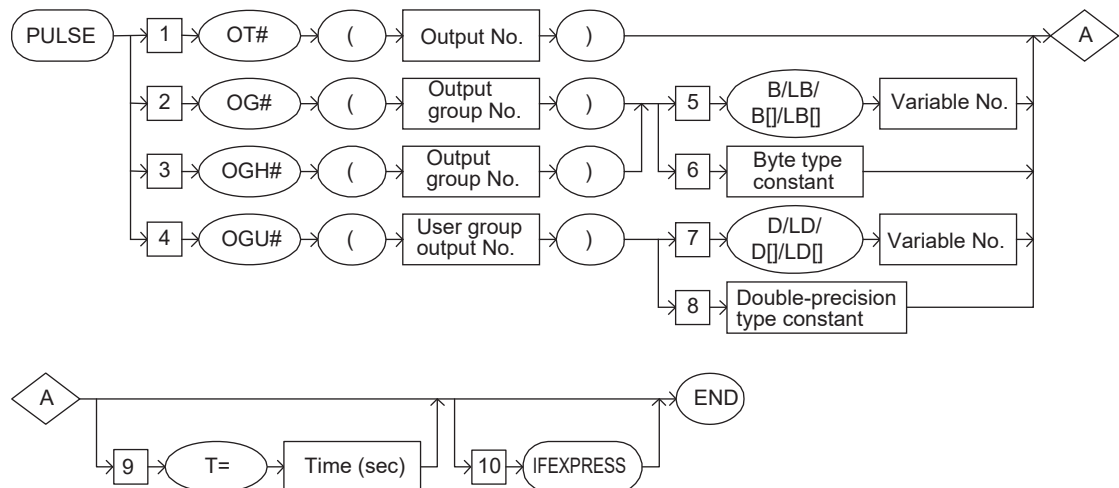 PULSE 1 OT# ( Output No. ) A
2 OG# ( Output
group No. ) 5 B/LB/
B[]/LB[] Variable No.
3 OGH# ( Output
group No. ) 6 Byte type
constant
4 OGU# ( User group
output No. ) 7 D/LD/
D[]/LD[] Variable No.
8 Double-precision
type constant
A END
9 T= Time (sec) 10 IFEXPRESS